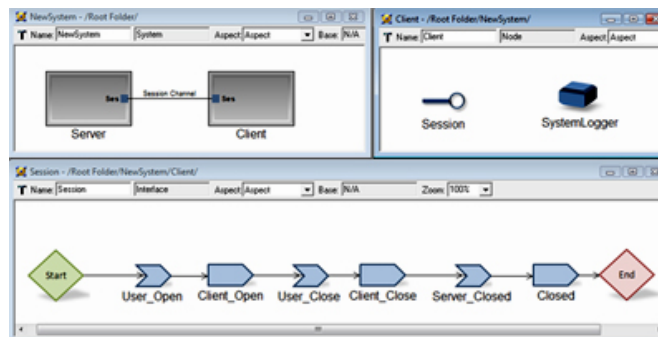 NewSystem - /Root Folder/
Name: NewSystem System Aspect: Aspect Base: N/A
Ses Session Channel Ses
Server Client
Client - /Root Folder/NewSystem/
Name: Client Node Aspect: Aspect
Session SystemLogger
Session - /Root Folder/NewSystem/Client/
Name: Session Interface Aspect: Aspect Base: N/A Zoom: 100%
Start End
User_Open Client_Open User_Close Client_Close Server_Closed Closed